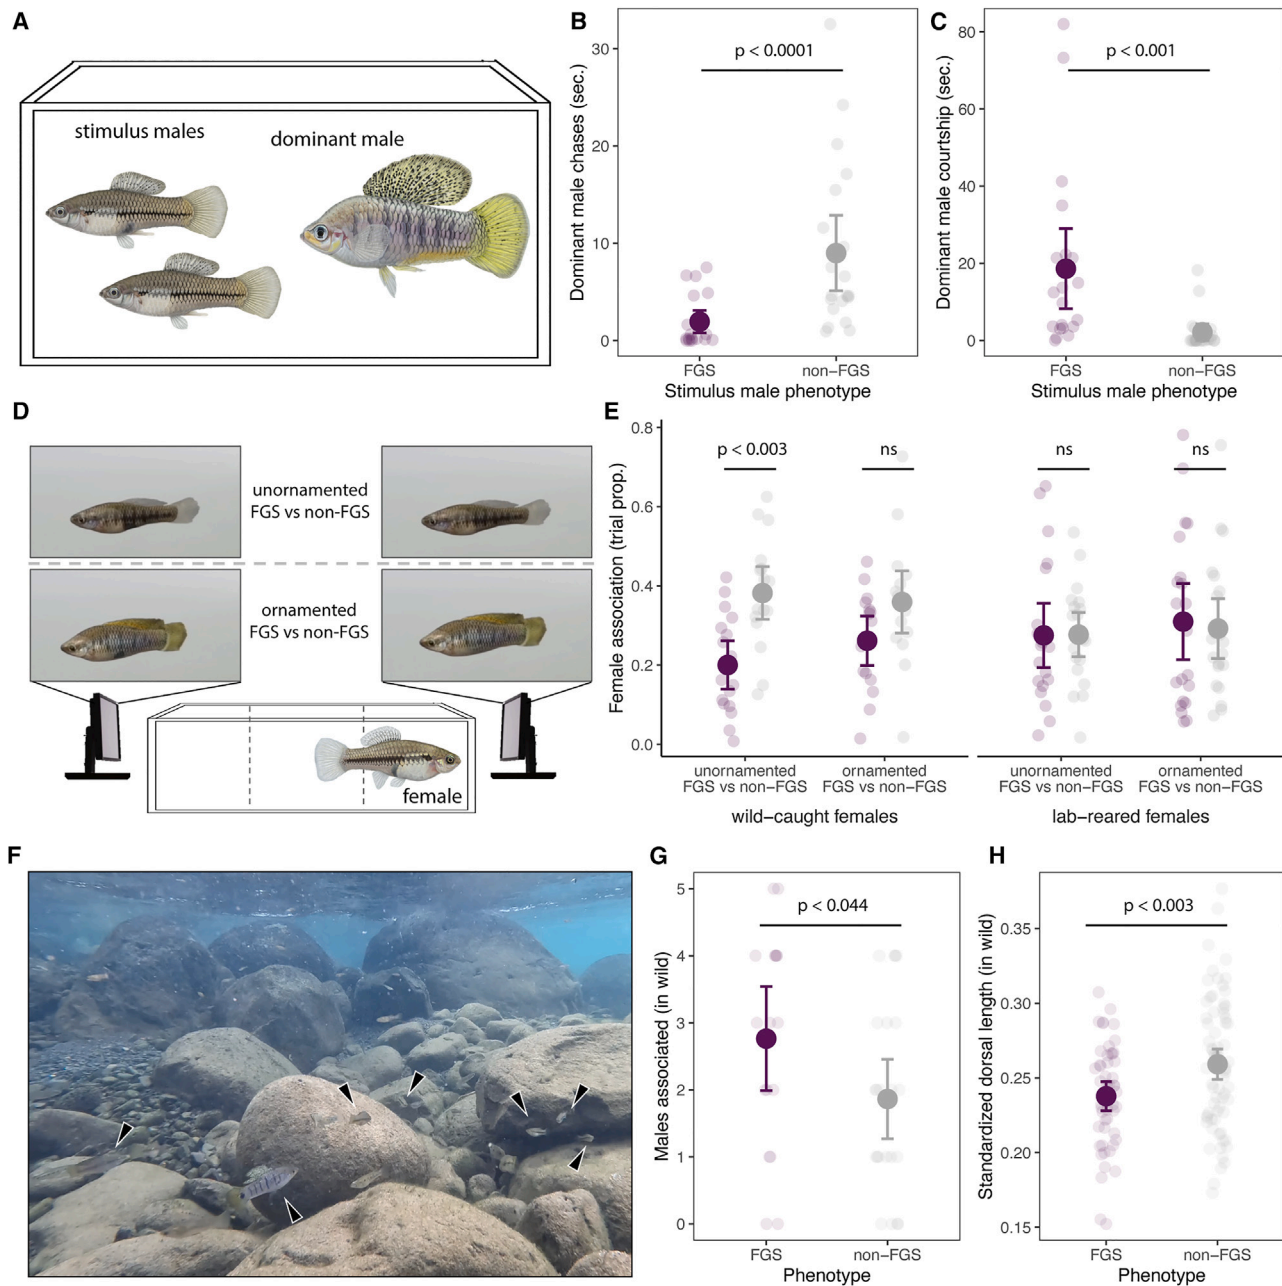 A
stimulus males
dominant male
B
Dominant male chases (sec.)
30
20
10
0
p < 0.0001
FGS
non−FGS
Stimulus male phenotype
C
Dominant male courtship (sec.)
80
60
40
20
0
p < 0.001
FGS
non−FGS
Stimulus male phenotype
D
unornamented
FGS vs non-FGS
ornamented
FGS vs non-FGS
female
E
Female association (trial prop.)
0.8
0.6
0.4
0.2
0.0
p < 0.003
ns
ns
ns
unornamented
FGS vs non−FGS
ornamented
FGS vs non−FGS
wild−caught females
unornamented
FGS vs non−FGS
ornamented
FGS vs non−FGS
lab−reared females
F
G
Males associated (in wild)
5
4
3
2
1
0
p < 0.044
FGS
non−FGS
Phenotype
H
Standardized dorsal length (in wild)
0.35
0.30
0.25
0.20
0.15
p < 0.003
FGS
non−FGS
Phenotype